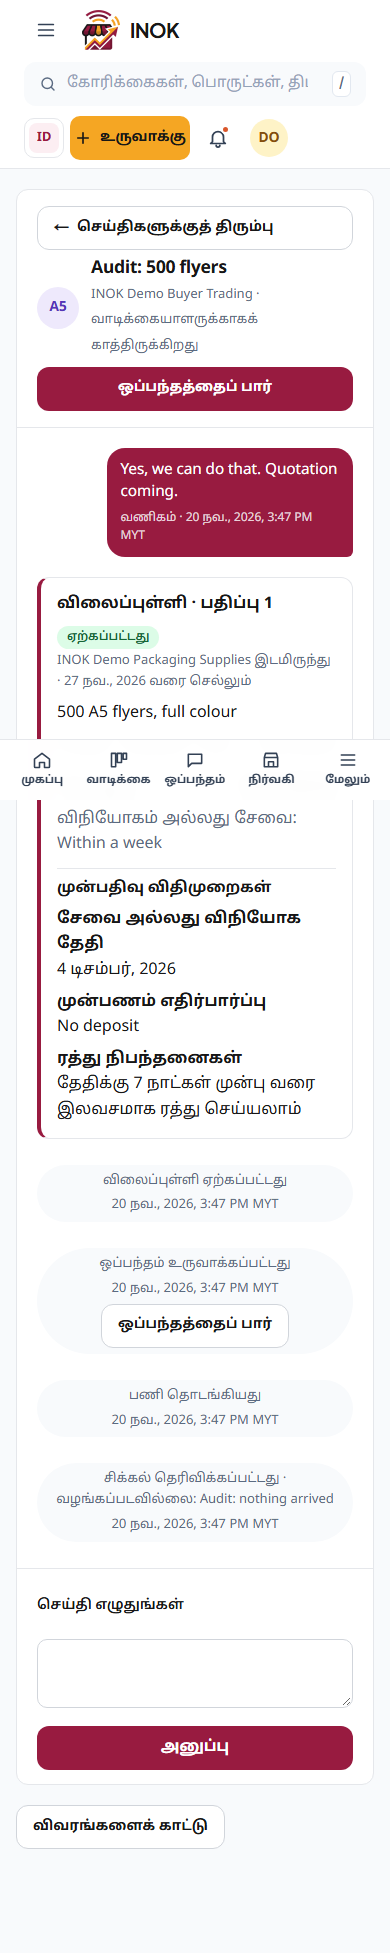 INOK
கோரிக்கைகள், பொருட்கள்,
/
ID
+ உருவாக்கு
DO
← செய்திகளுக்குத் திரும்பு
Audit: 500 flyers
A5
INOK Demo Buyer Trading ·
வாடிக்கையாளருக்காகக்
காத்திருக்கிறது
ஒப்பந்தத்தைப் பார்
Yes, we can do that. Quotation
coming.
வணிகம் · 20 நவ., 2026, 3:47 PM
MYT
விலைப்புள்ளி · பதிப்பு 1
ஏற்கப்பட்டது
INOK Demo Packaging Supplies இடமிருந்து
· 27 நவ., 2026 வரை செல்லும்
500 A5 flyers, full colour
முகப்பு
வாடிக்கை
ஒப்பந்தம்
நிர்வகி
மேலும்
விநியோகம் அல்லது சேவை:
Within a week
முன்பதிவு விதிமுறைகள்
சேவை அல்லது விநியோக
தேதி
4 டிசம்பர், 2026
முன்பணம் எதிர்பார்ப்பு
No deposit
ரத்து நிபந்தனைகள்
தேதிக்கு 7 நாட்கள் முன்பு வரை
இலவசமாக ரத்து செய்யலாம்
விலைப்புள்ளி ஏற்கப்பட்டது
20 நவ., 2026, 3:47 PM MYT
ஒப்பந்தம் உருவாக்கப்பட்டது
20 நவ., 2026, 3:47 PM MYT
ஒப்பந்தத்தைப் பார்
பணி தொடங்கியது
20 நவ., 2026, 3:47 PM MYT
சிக்கல் தெரிவிக்கப்பட்டது ·
வழங்கப்படவில்லை: Audit: nothing arrived
20 நவ., 2026, 3:47 PM MYT
செய்தி எழுதுங்கள்
அனுப்பு
விவரங்களைக் காட்டு